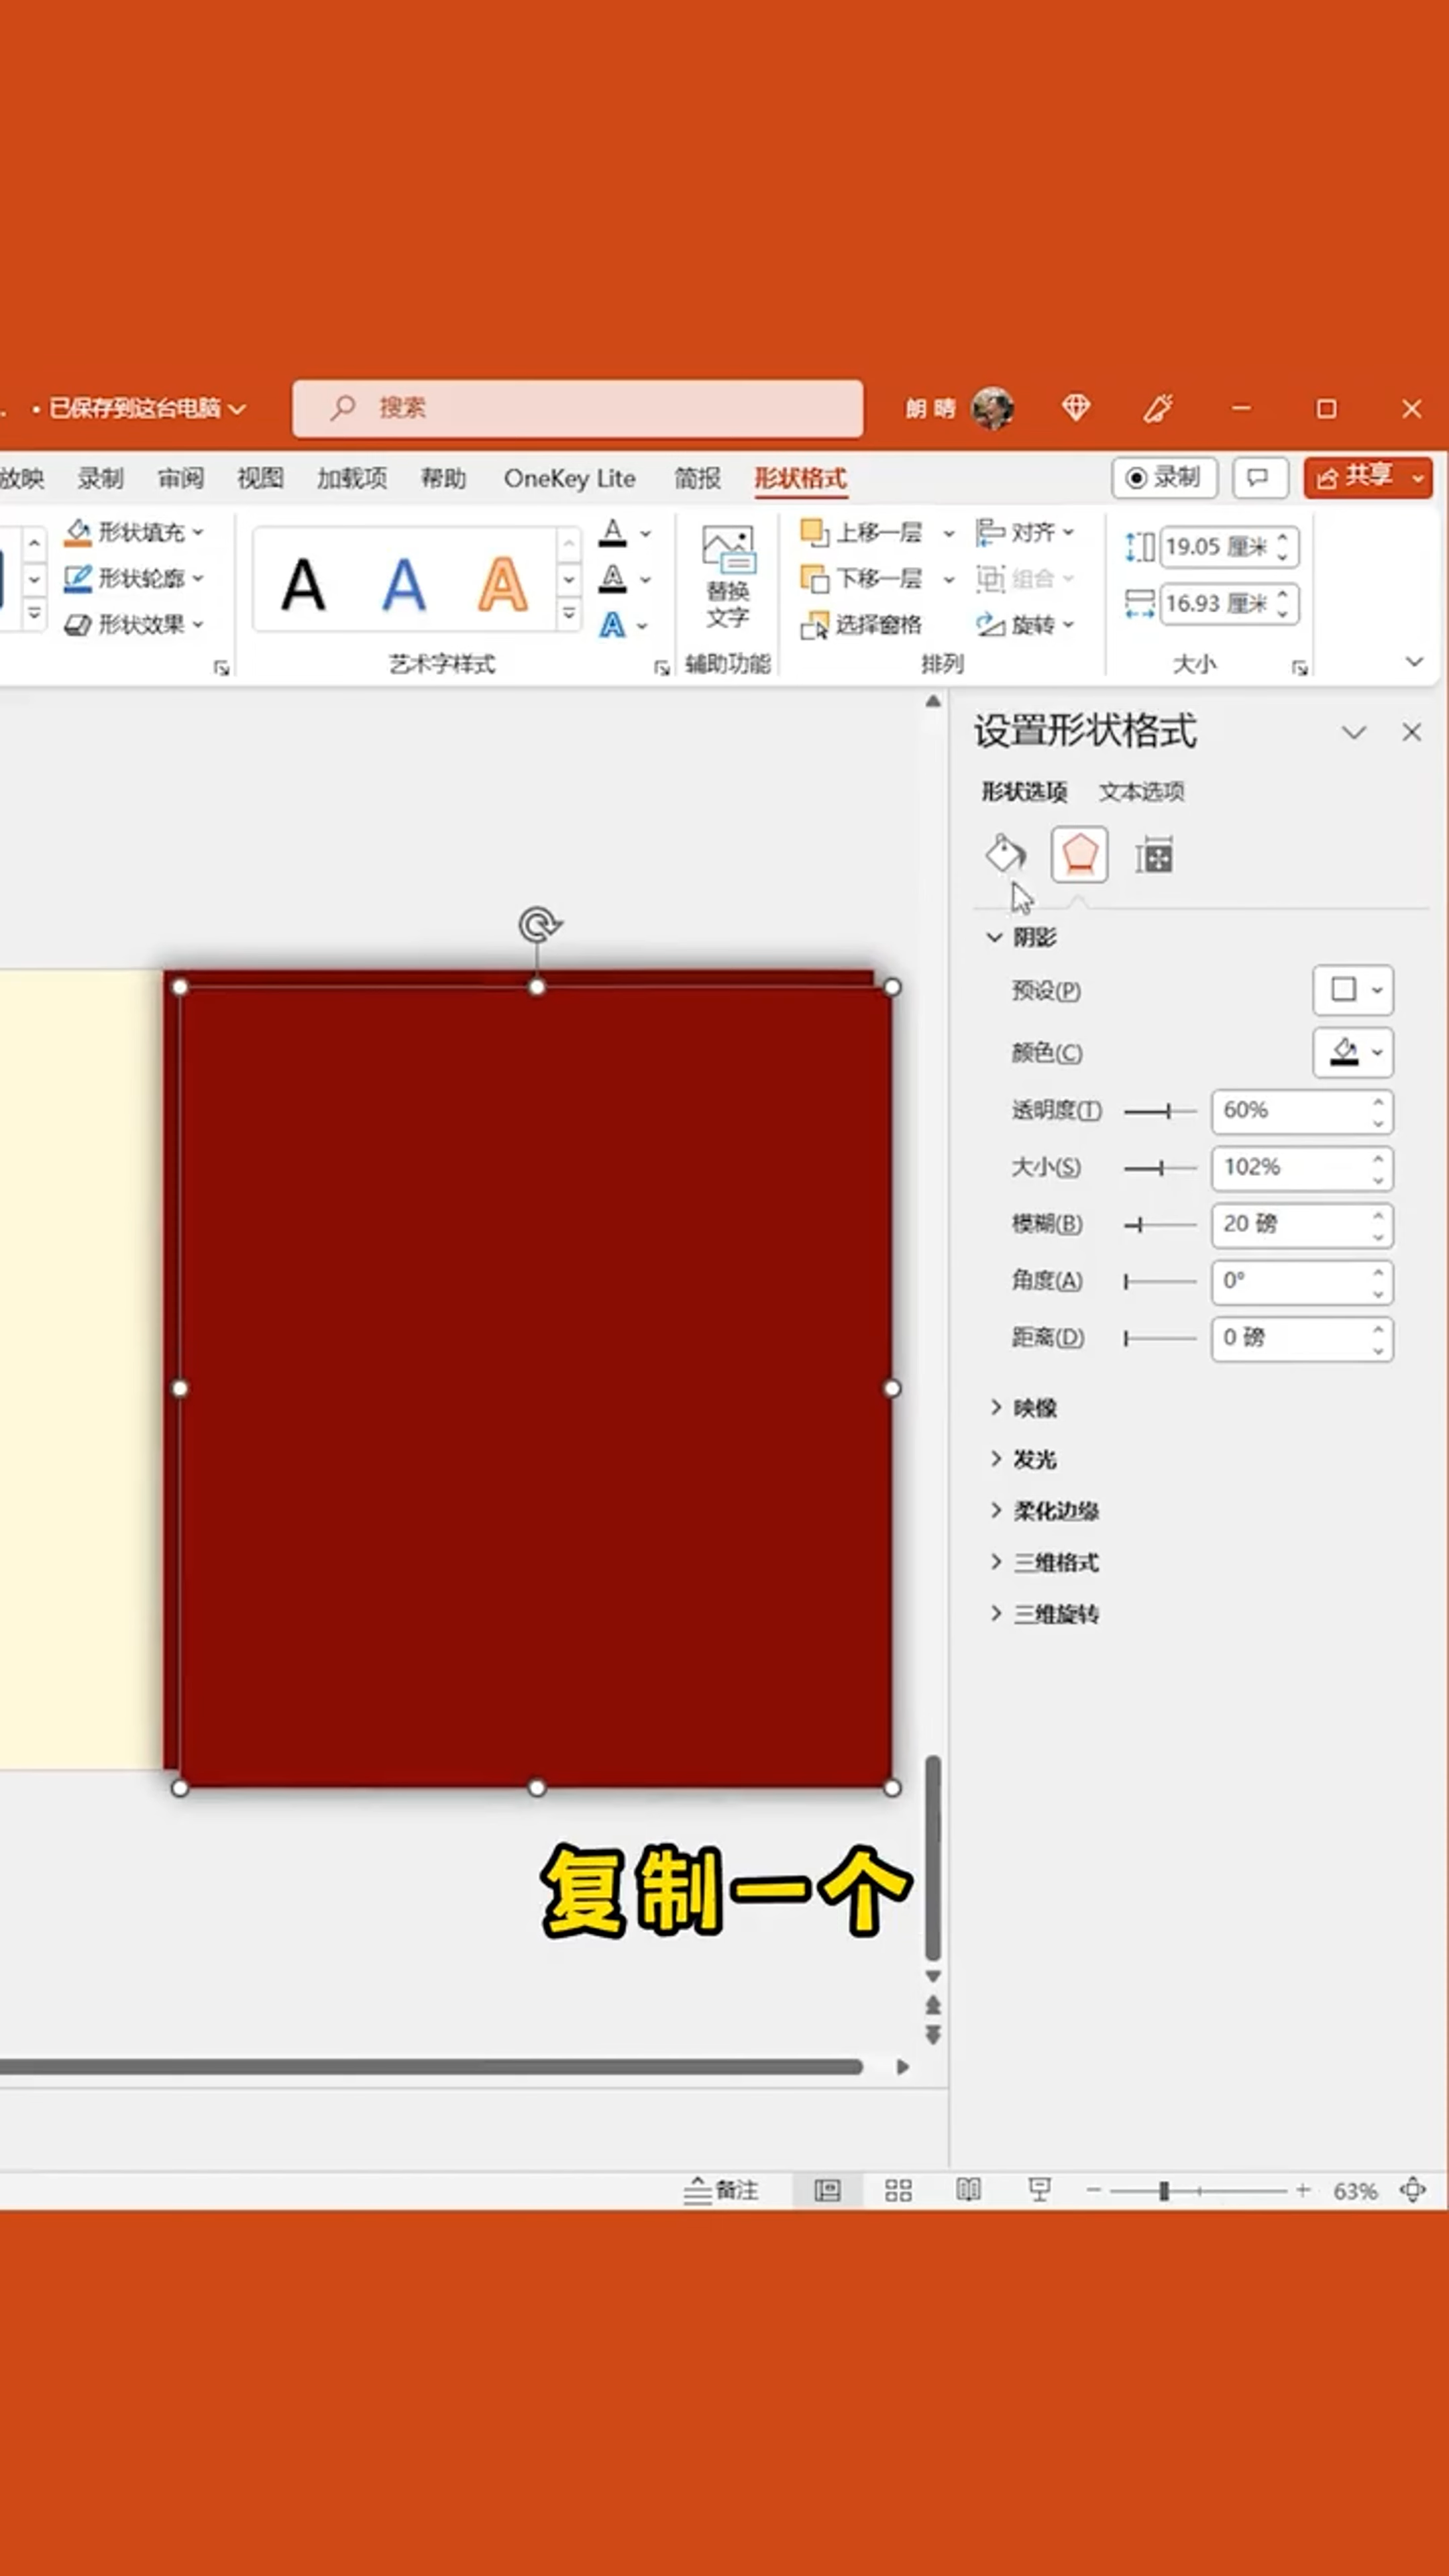 • 已保存到这台电脑
搜索
朗 晴
放映 录制 审阅 视图 加载项 帮助 OneKey Lite 简报 形状格式
录制
共享
形状填充
形状轮廓
形状效果
A A A
艺术字样式
替换
文字
辅助功能
上移一层
下移一层
选择窗格
对齐
组合
旋转
排列
19.05 厘米
16.93 厘米
大小
设置形状格式
形状选项 文本选项
阴影
预设(P)
颜色(C)
透明度(T) 60%
大小(S) 102%
模糊(B) 20 磅
角度(A) 0°
距离(D) 0 磅
映像
发光
柔化边缘
三维格式
三维旋转
复制一个
备注
63%